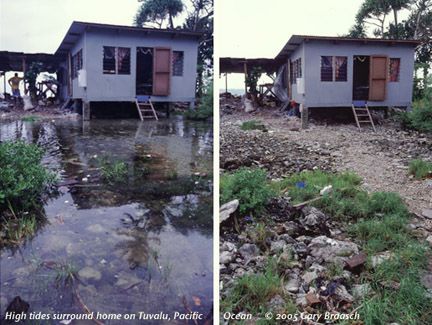 High tides surround home on Tuvalu, Pacific Ocean © 2005 Gary Braasch